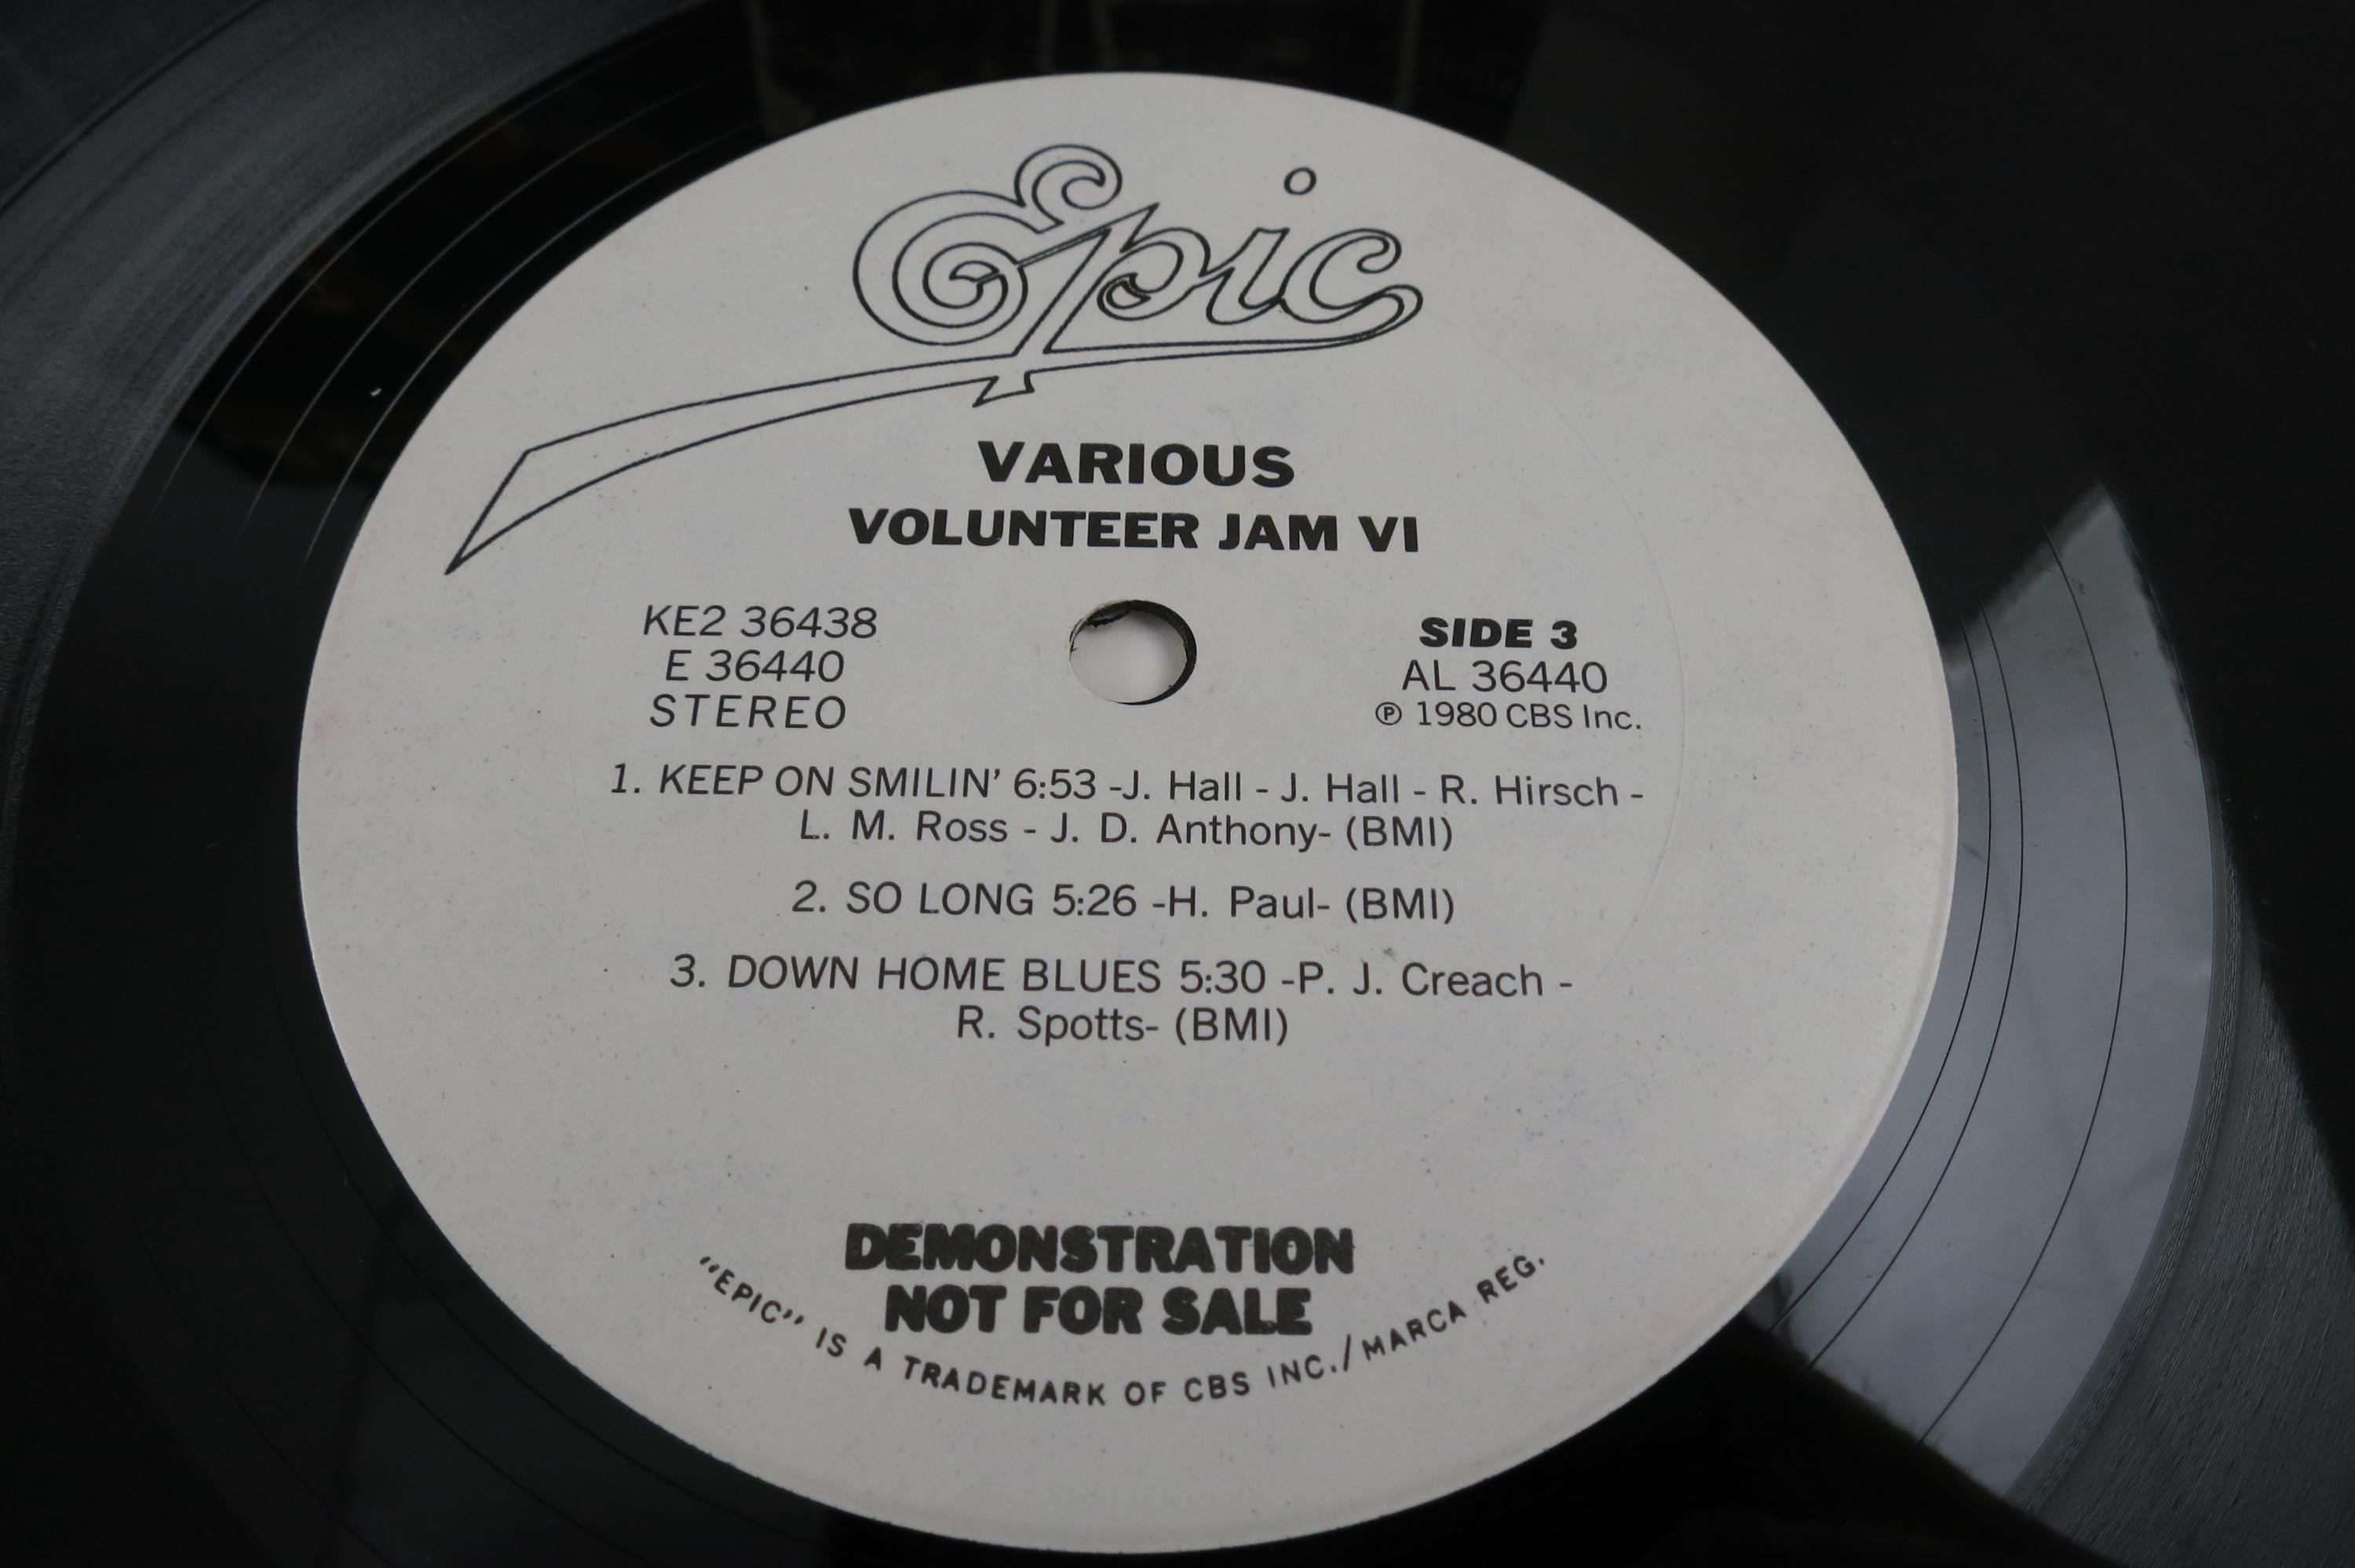 Epic
VARIOUS
VOLUNTEER JAM VI
KE2 36438
E 36440
STEREO
SIDE 3
AL 36440
℗ 1980 CBS Inc.
1. KEEP ON SMILIN' 6:53 -J. Hall - J. Hall - R. Hirsch -
L. M. Ross - J. D. Anthony- (BMI)
2. SO LONG 5:26 -H. Paul- (BMI)
3. DOWN HOME BLUES 5:30 -P. J. Creach -
R. Spotts- (BMI)
DEMONSTRATION
NOT FOR SALE
"EPIC" IS A TRADEMARK OF CBS INC./MARCA REG.